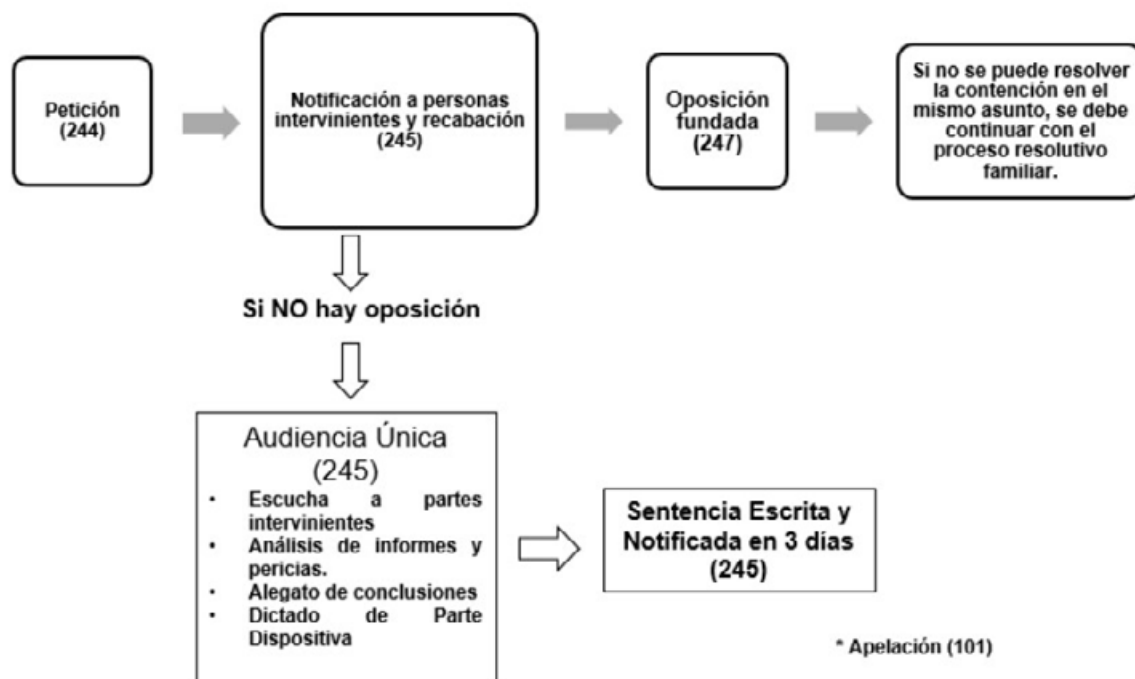 Petición
(244)
Notificación a personas
intervinientes y recabación
(245)
Oposición
fundada
(247)
Si no se puede resolver
la contención en el
mismo asunto, se debe
continuar con el
proceso resolutivo
familiar.
Si NO hay oposición
Audiencia Única
(245)
• Escucha a partes
intervinientes
• Análisis de informes y
pericias.
• Alegato de conclusiones
• Dictado de Parte
Dispositiva
Sentencia Escrita y
Notificada en 3 días
(245)
* Apelación (101)